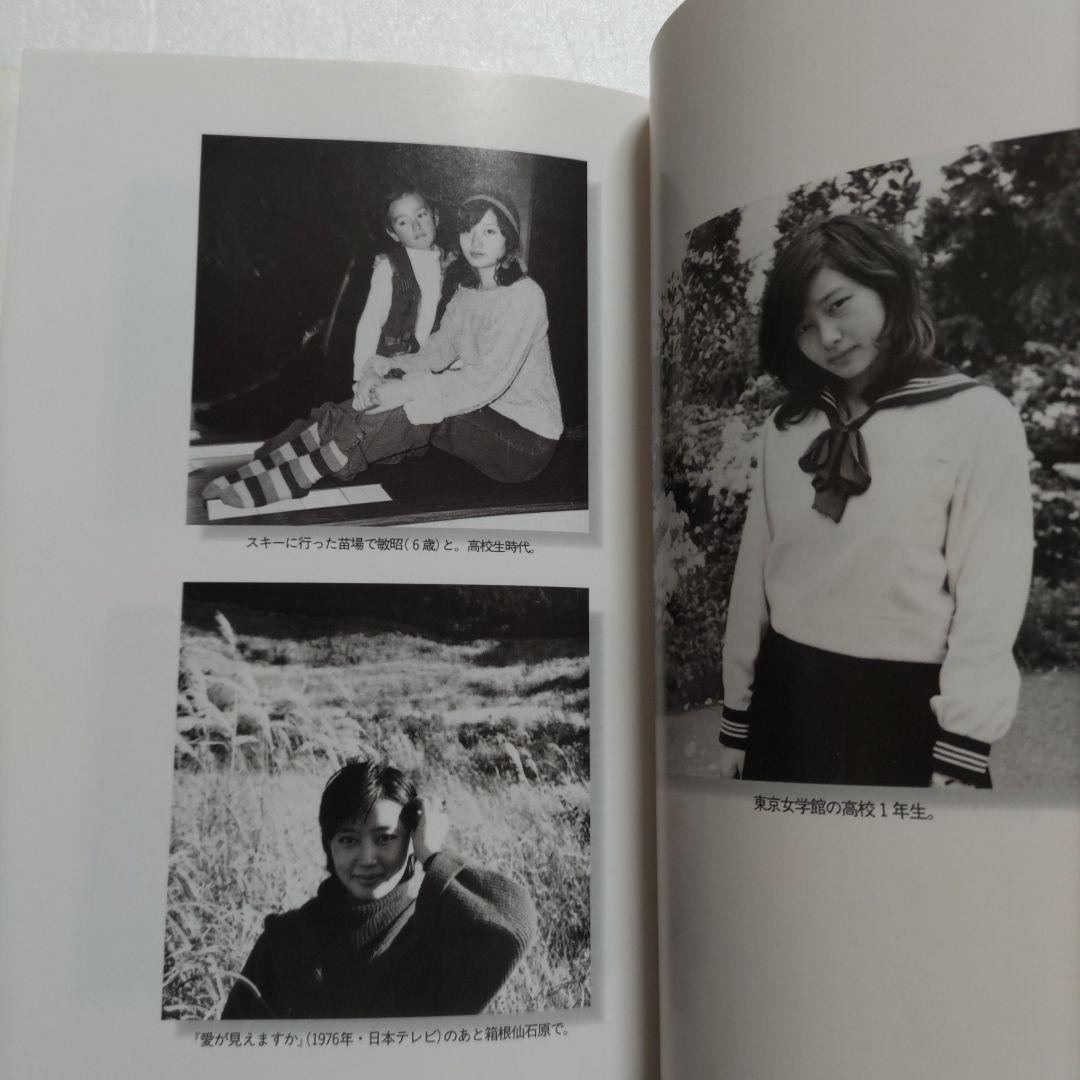 スキーに行った苗場で敏昭(6歳)と。高校生時代。
『愛が見えますか』(1976年・日本テレビ)のあと箱根仙石原で。
東京女学館の高校1年生。